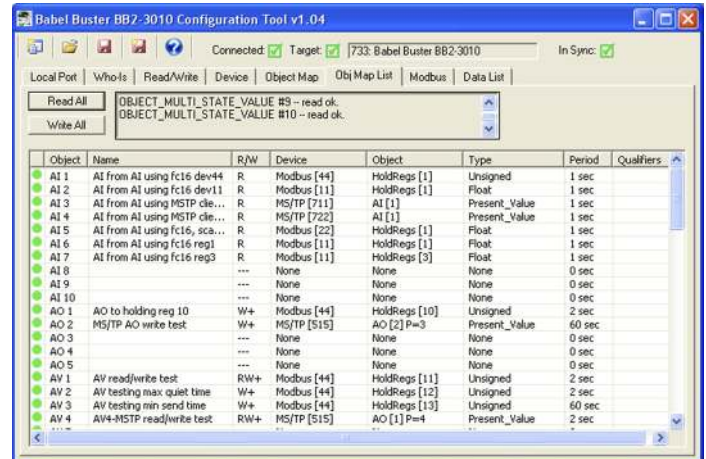 Babel Buster BB2-3010 Configuration Tool v1.04
Connected: Target: 733: Babel Buster BB2-3010 In Sync:
Local Port Who-Is Read/Write Device Object Map Obj Map List Modbus Data List
Read All
Write All
OBJECT_MULTI_STATE_VALUE #9 -- read ok.
OBJECT_MULTI_STATE_VALUE #10 -- read ok.
Object Name R/W Device Object Type Period Qualifiers
AI 1 AI from AI using fc16 dev44 R Modbus [44] HoldRegs [1] Unsigned 1 sec
AI 2 AI from AI using fc16 dev11 R Modbus [11] HoldRegs [1] Float 1 sec
AI 3 AI from AI using MSTP clie... R MS/TP [711] AI [1] Present_Value 1 sec
AI 4 AI from AI using MSTP clie... R MS/TP [722] AI [1] Present_Value 1 sec
AI 5 AI from AI using fc16, sca... R Modbus [22] HoldRegs [1] Float 1 sec
AI 6 AI from AI using fc16 reg1 R Modbus [11] HoldRegs [1] Float 1 sec
AI 7 AI from AI using fc16 reg3 R Modbus [11] HoldRegs [3] Float 1 sec
AI 8 --- None None None 0 sec
AI 9 --- None None None 0 sec
AI 10 --- None None None 0 sec
AO 1 AO to holding reg 10 W+ Modbus [44] HoldRegs [10] Unsigned 2 sec
AO 2 MS/TP AO write test W+ MS/TP [515] AO [2] P=3 Present_Value 60 sec
AO 3 --- None None None 0 sec
AO 4 --- None None None 0 sec
AO 5 --- None None None 0 sec
AV 1 AV read/write test RW+ Modbus [44] HoldRegs [11] Unsigned 2 sec
AV 2 AV testing max quiet time W+ Modbus [44] HoldRegs [12] Unsigned 2 sec
AV 3 AV testing min send time W+ Modbus [44] HoldRegs [13] Unsigned 60 sec
AV 4 AV4-MSTP read/write test RW+ MS/TP [515] AO [1] P=4 Present_Value 2 sec